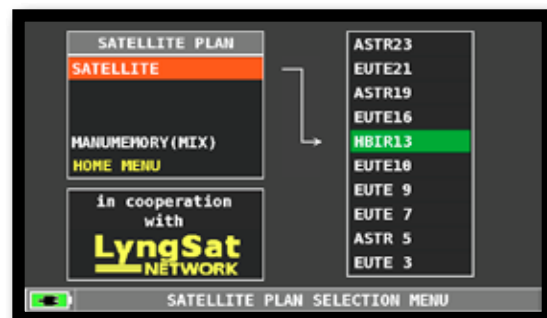 SATELLITE PLAN
SATELLITE
MANUMEMORY(MIX)
HOME MENU
in cooperation
with
LyngSat
NETWORK
ASTR23
EUTE21
ASTR19
EUTE16
HBIR13
EUTE10
EUTE 9
EUTE 7
ASTR 5
EUTE 3
SATELLITE PLAN SELECTION MENU